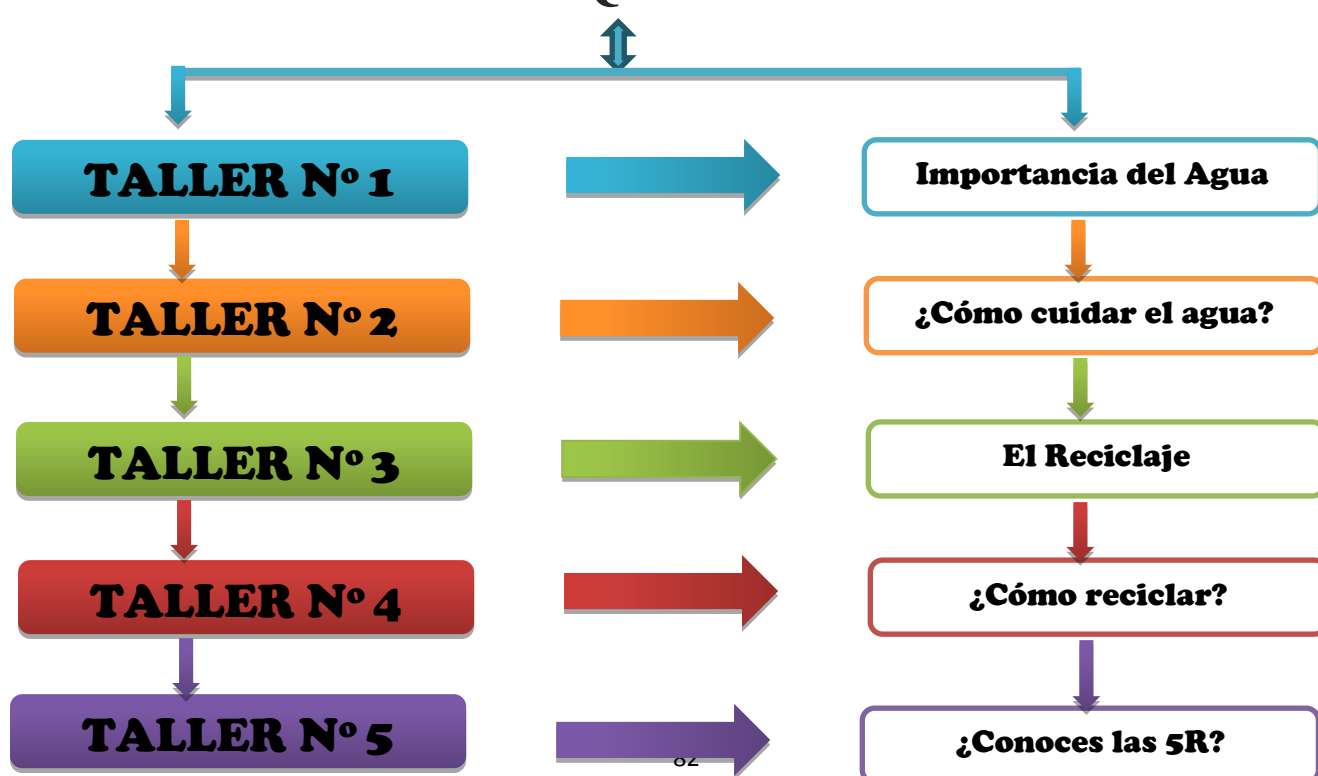 TALLER Nº 1
Importancia del Agua
TALLER Nº 2
¿Cómo cuidar el agua?
TALLER Nº 3
El Reciclaje
TALLER Nº 4
¿Cómo reciclar?
TALLER Nº 5
¿Conoces las 5R?
82